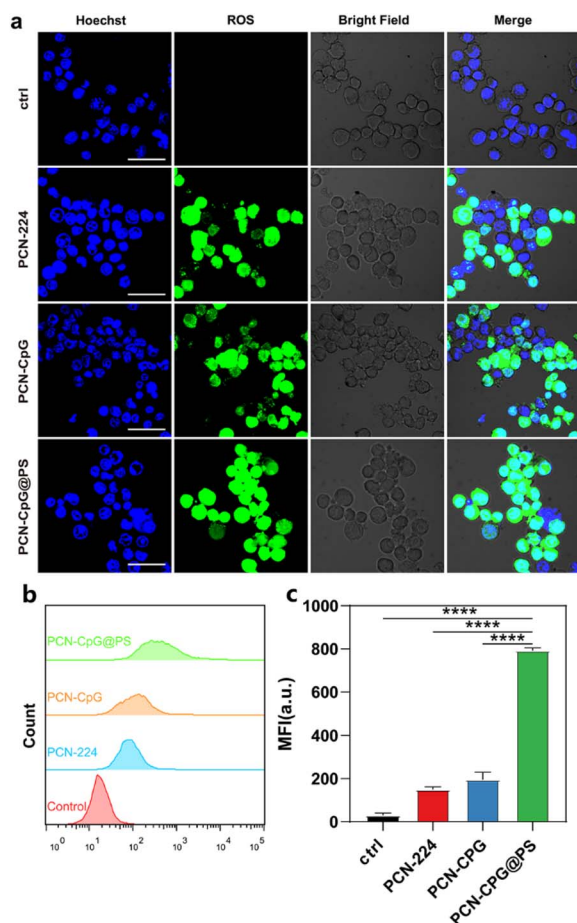 a
Hoechst ROS Bright Field Merge
ctrl
PCN-224
PCN-CpG
PCN-CpG@PS
b
PCN-CpG@PS
PCN-CpG
PCN-224
Control
Count
10⁰ 10¹ 10² 10³ 10⁴ 10⁵
c
1000
800
600
400
200
0
MFI(a.u.)
****
****
****
ctrl
PCN-224
PCN-CPG
PCN-CPG@PS